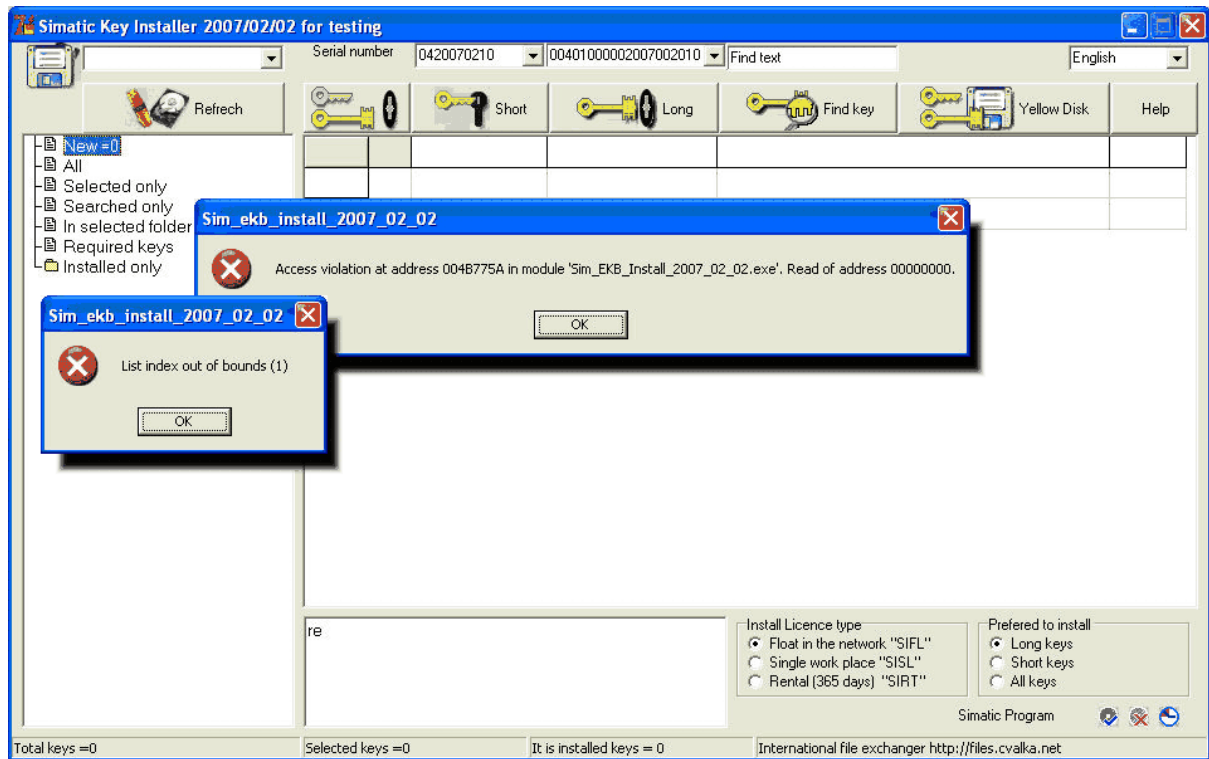 Simatic Key Installer 2007/02/02 for testing
Serial number
0420070210
00401000002007002010
Find text
English
Refrech
Short
Long
Find key
Yellow Disk
Help
New =0
All
Selected only
Searched only
In selected folder
Required keys
Installed only
Sim_ekb_install_2007_02_02
Access violation at address 004B775A in module 'Sim_EKB_Install_2007_02_02.exe'. Read of address 00000000.
OK
Sim_ekb_install_2007_02_02
List index out of bounds (1)
OK
re
Install Licence type
Float in the network "SIFL"
Single work place "SISL"
Rental (365 days) "SIRT"
Prefered to install
Long keys
Short keys
All keys
Simatic Program
Total keys =0
Selected keys =0
It is installed keys = 0
International file exchanger http://files.cvalka.net